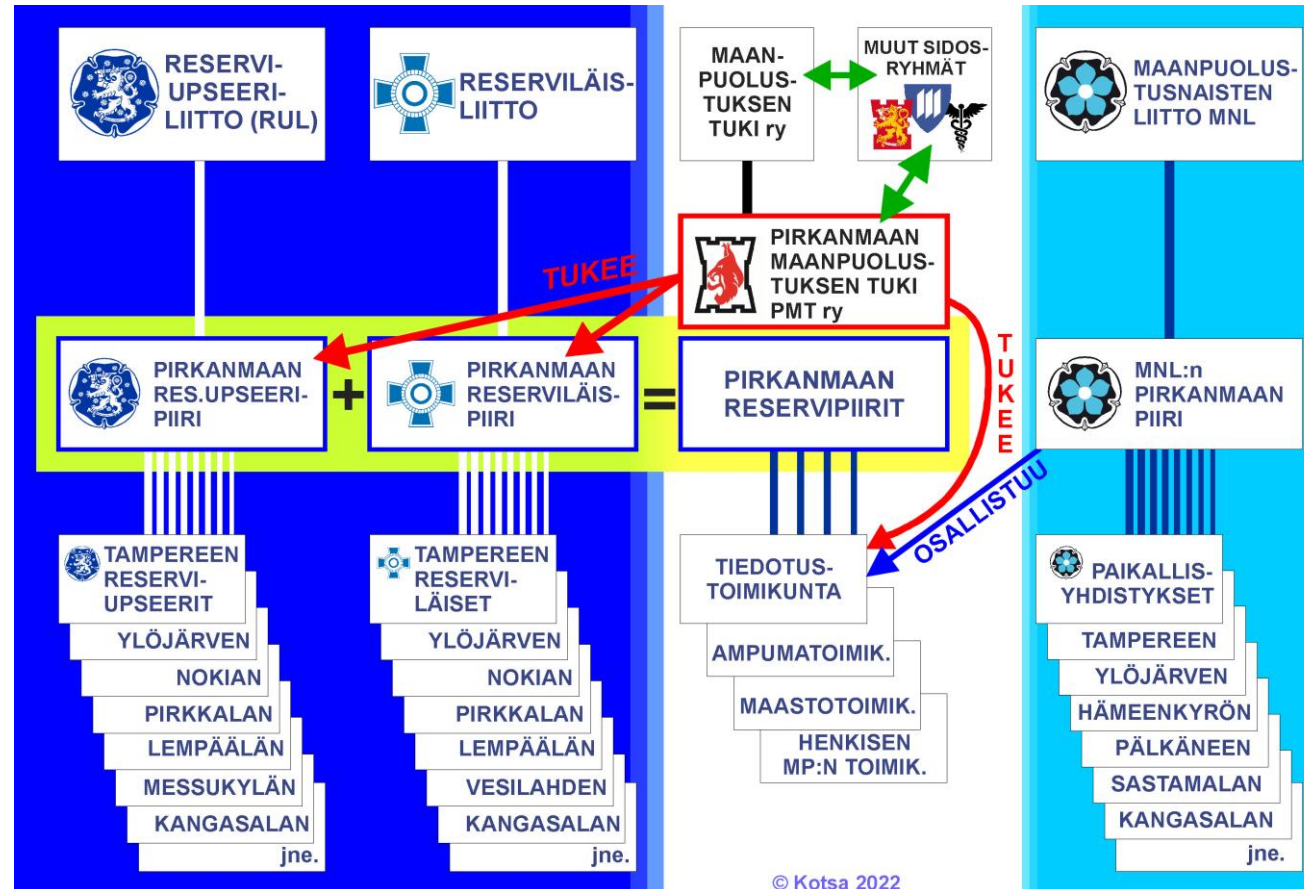 RESERVI-
UPSEERI-
LIITTO (RUL)
RESERVILÄIS-
LIITTO
MAAN-
PUOLUS-
TUKSEN
TUKI ry
MUUT SIDOS-
RYHMÄT
MAANPUOLUS-
TUSNAISTEN
LIITTO MNL
PIRKANMAAN
MAANPUOLUS-
TUKSEN TUKI
PMT ry
TUKEE
TUKEE
PIRKANMAAN
RES.UPSEERI-
PIIRI
+
PIRKANMAAN
RESERVILÄIS-
PIIRI
=
PIRKANMAAN
RESERVIPIIRIT
MNL:n
PIRKANMAAN
PIIRI
OSALLISTUU
TAMPEREEN
RESERVI-
UPSEERIT
YLÖJÄRVEN
NOKIAN
PIRKKALAN
LEMPÄÄLÄN
MESSUKYLÄN
KANGASALAN
jne.
TAMPEREEN
RESERVI-
LÄISET
YLÖJÄRVEN
NOKIAN
PIRKKALAN
LEMPÄÄLÄN
VESILAHDEN
KANGASALAN
jne.
TIEDOTUS-
TOIMIKUNTA
AMPUMATOIMIK.
MAASTOTOIMIK.
HENKISEN
MP:N TOIMIK.
PAIKALLIS-
YHDISTYKSET
TAMPEREEN
YLÖJÄRVEN
HÄMEENKYRÖN
PÄLKÄNEEN
SASTAMALAN
KANGASALAN
jne.
© Kotsa 2022